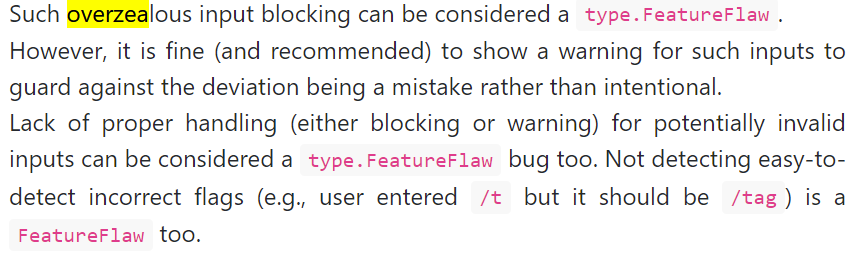 Such overzealous input blocking can be considered a type.FeatureFlaw.
However, it is fine (and recommended) to show a warning for such inputs to
guard against the deviation being a mistake rather than intentional.
Lack of proper handling (either blocking or warning) for potentially invalid
inputs can be considered a type.FeatureFlaw bug too. Not detecting easy-to-
detect incorrect flags (e.g., user entered /t but it should be /tag) is a
FeatureFlaw too.